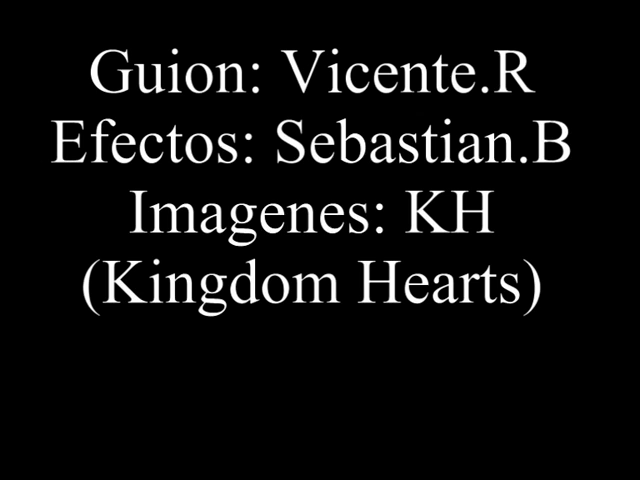 Guion: Vicente.R
Efectos: Sebastian.B
Imagenes: KH
(Kingdom Hearts)